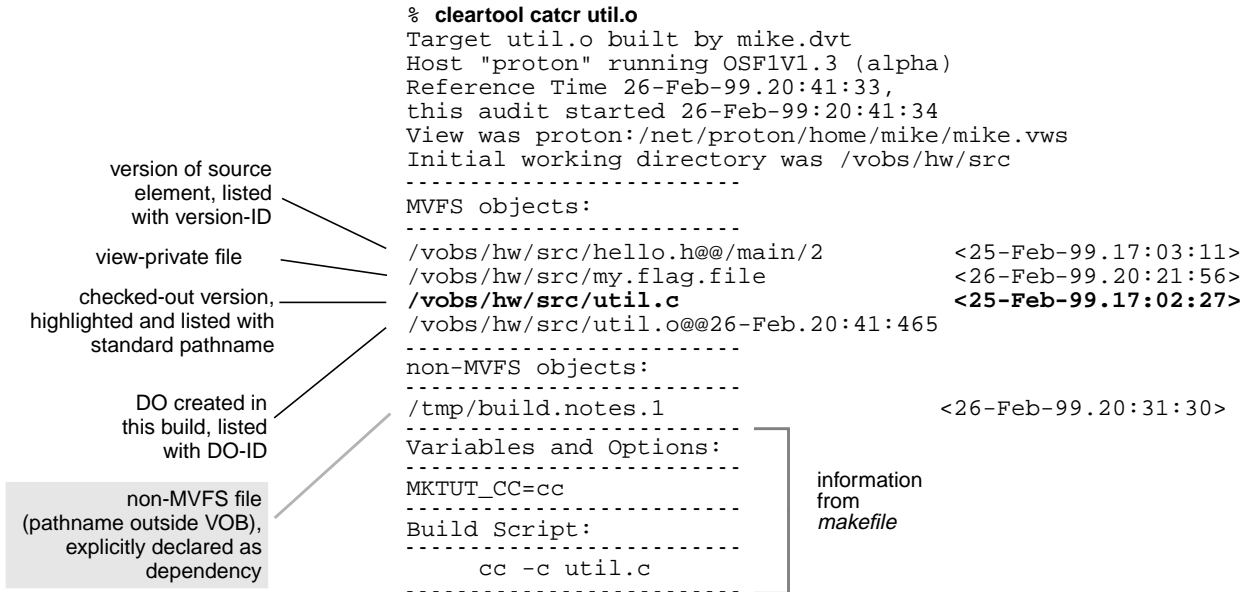 % cleartool catcr util.o
Target util.o built by mike.dvt
Host "proton" running OSF1V1.3 (alpha)
Reference Time 26-Feb-99.20:41:33,
this audit started 26-Feb-99:20:41:34
View was proton:/net/proton/home/mike/mike.vws
Initial working directory was /vobs/hw/src
---------------------------
MVFS objects:
---------------------------
/vobs/hw/src/hello.h@@/main/2 <25-Feb-99.17:03:11>
/vobs/hw/src/my.flag.file <26-Feb-99.20:21:56>
/vobs/hw/src/util.c <25-Feb-99.17:02:27>
/vobs/hw/src/util.o@@26-Feb.20:41:465
---------------------------
non-MVFS objects:
---------------------------
/tmp/build.notes.1 <26-Feb-99.20:31:30>
---------------------------
Variables and Options:
---------------------------
MKTUT_CC=cc
---------------------------
Build Script:
---------------------------
cc -c util.c
---------------------------
version of source
element, listed
with version-ID
view-private file
checked-out version,
highlighted and listed with
standard pathname
DO created in
this build, listed
with DO-ID
non-MVFS file
(pathname outside VOB),
explicitly declared as
dependency
information
from
makefile